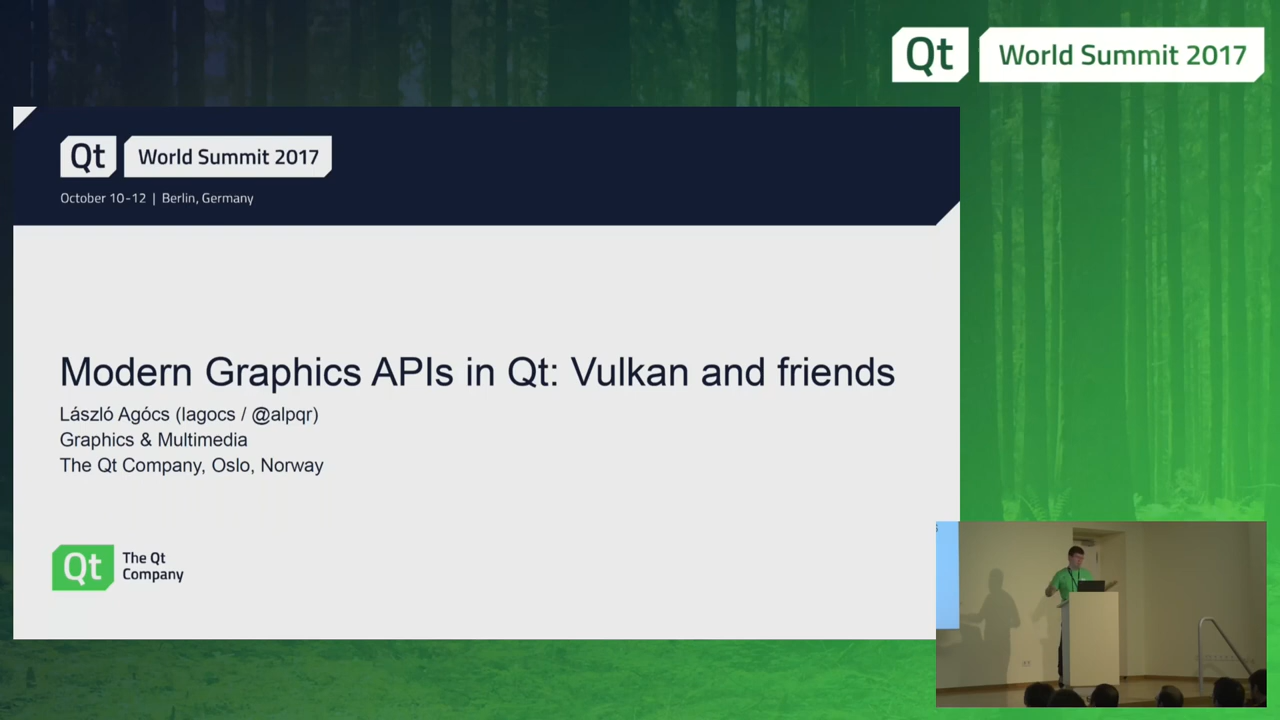 Qt World Summit 2017
Qt World Summit 2017
October 10-12 | Berlin, Germany
Modern Graphics APIs in Qt: Vulkan and friends
László Agócs (lagocs / @alpqr)
Graphics & Multimedia
The Qt Company, Oslo, Norway
Qt The Qt
Company